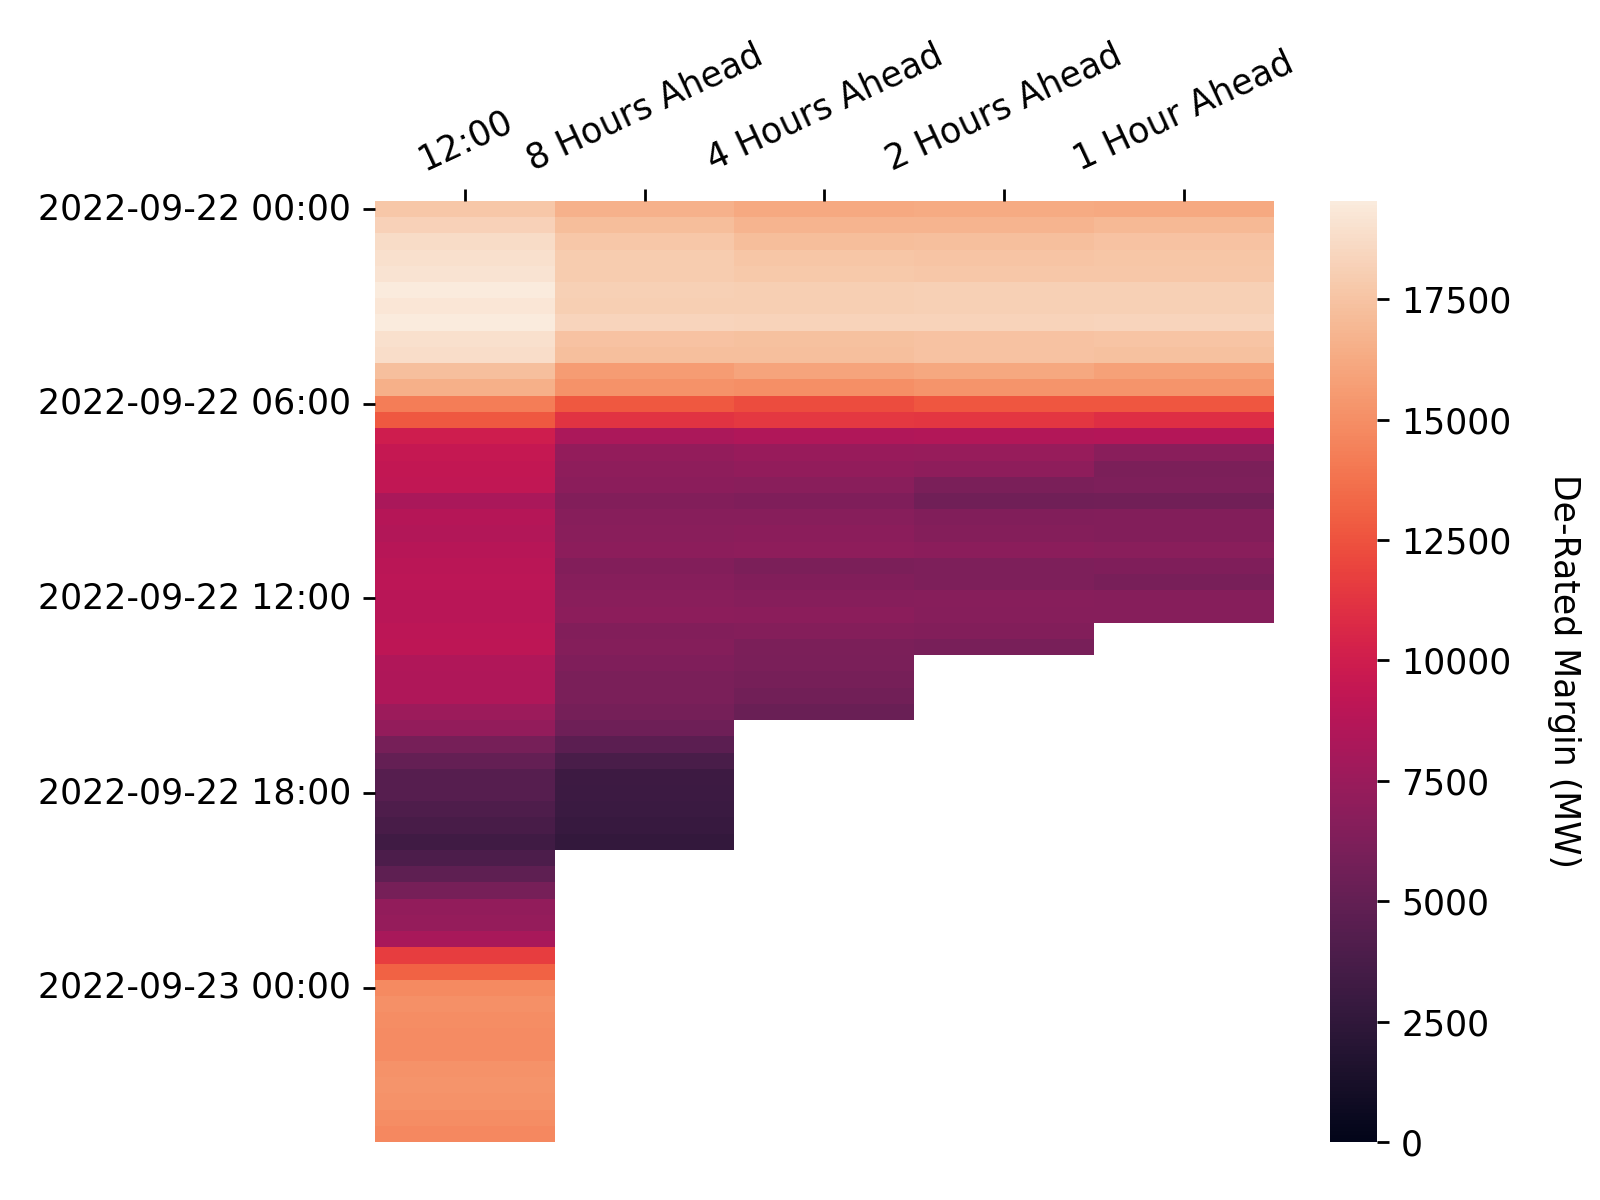 12:00
8 Hours Ahead
4 Hours Ahead
2 Hours Ahead
1 Hour Ahead
2022-09-22 00:00
2022-09-22 06:00
2022-09-22 12:00
2022-09-22 18:00
2022-09-23 00:00
17500
15000
12500
10000
7500
5000
2500
0
De-Rated Margin (MW)